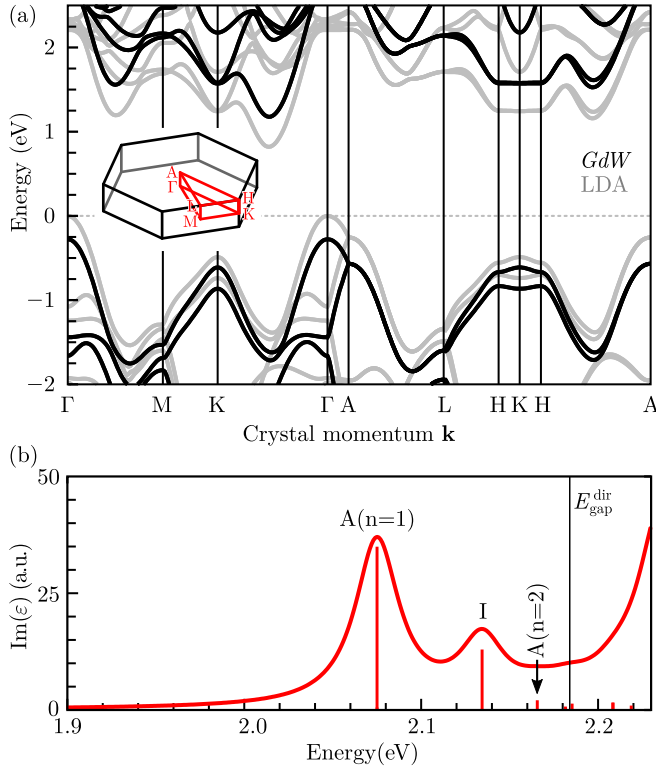 (a)
2
1
0
−1
−2
Energy (eV)
GdW
LDA
A
Γ
L
M
H
K
Γ M K Γ A L H K H A
Crystal momentum k
(b)
50
25
0
Im(ε) (a.u.)
A(n=1)
I
A(n=2)
E dir gap
1.9 2.0 2.1 2.2
Energy(eV)